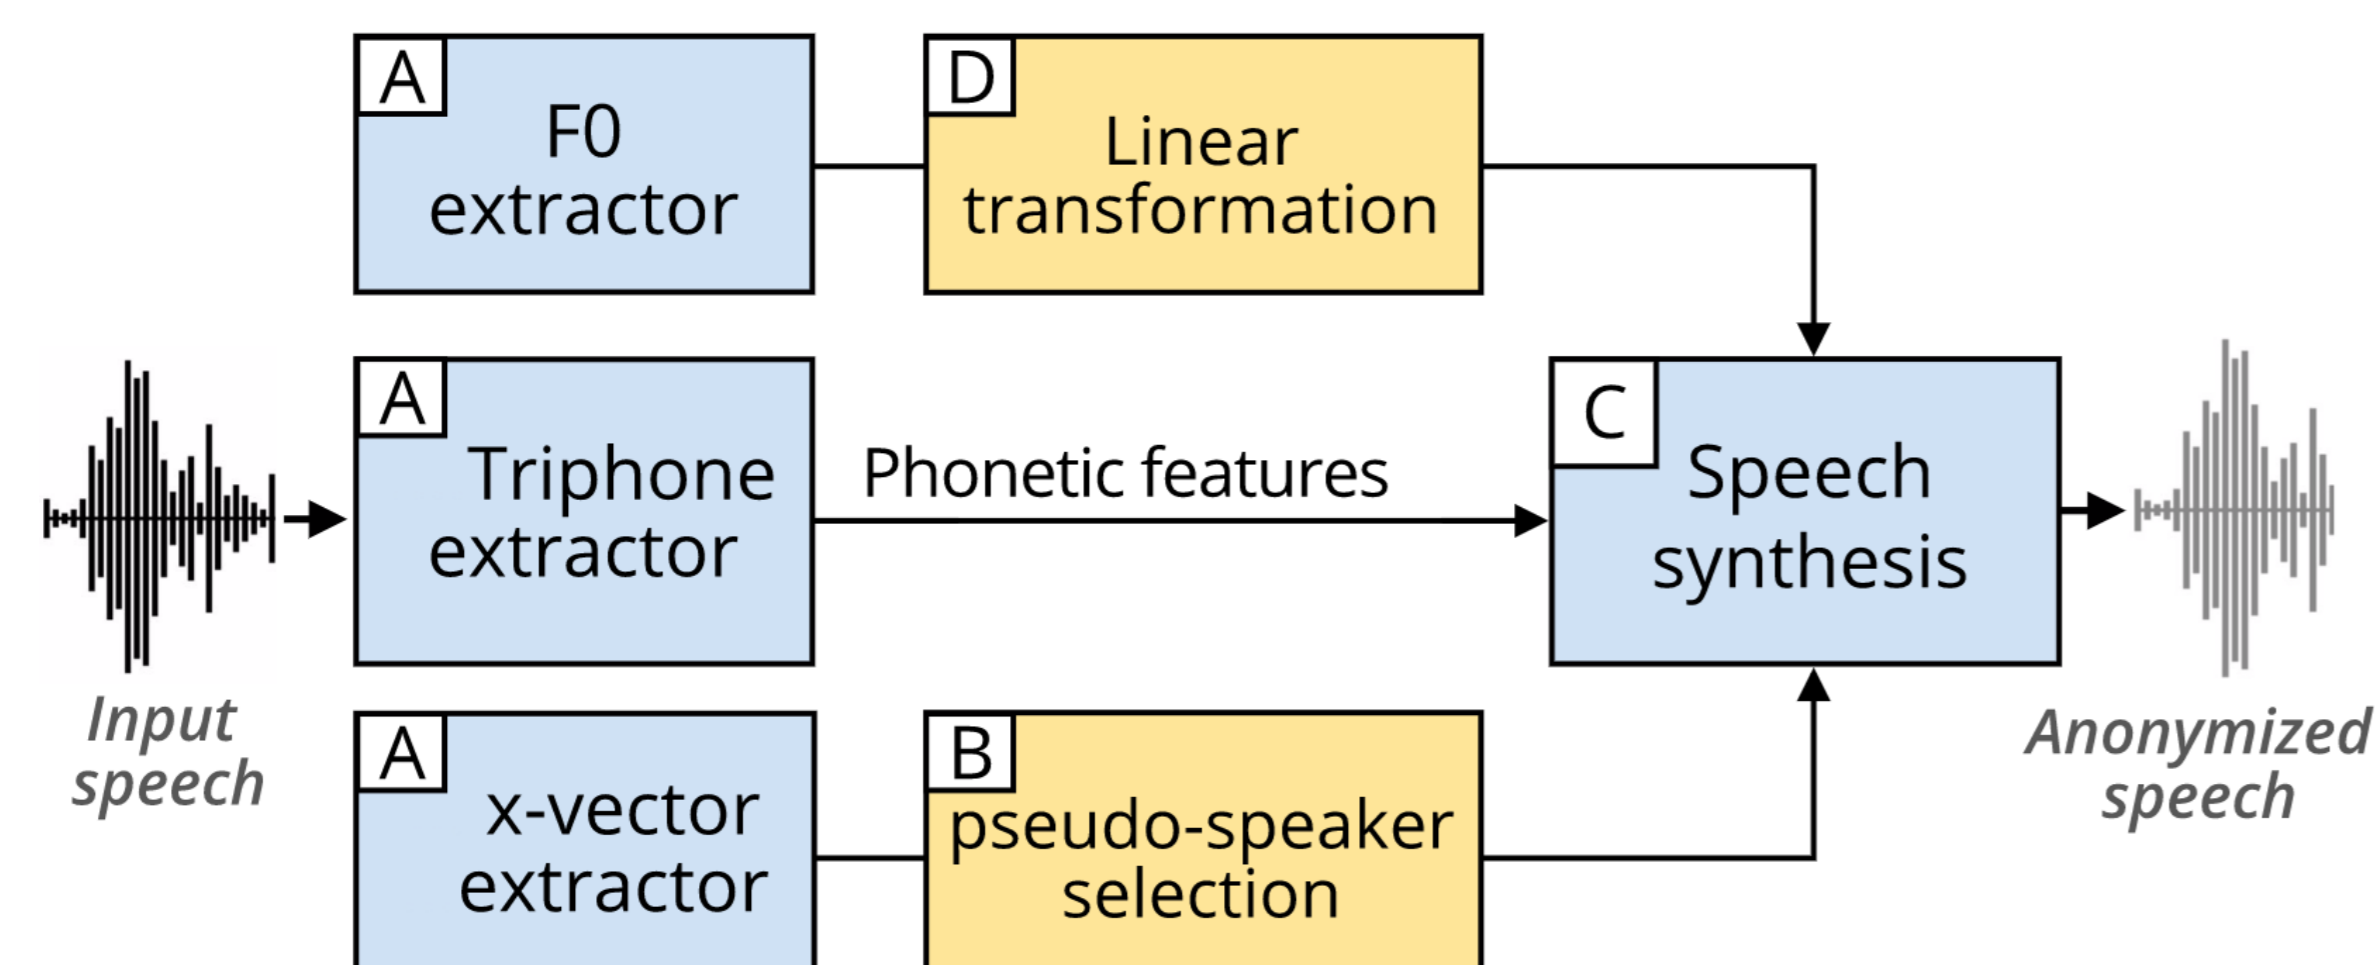 A
F0
extractor
D
Linear
transformation
A
Triphone
extractor
Phonetic features
C
Speech
synthesis
Input
speech
Anonymized
speech
A
x-vector
extractor
B
pseudo-speaker
selection